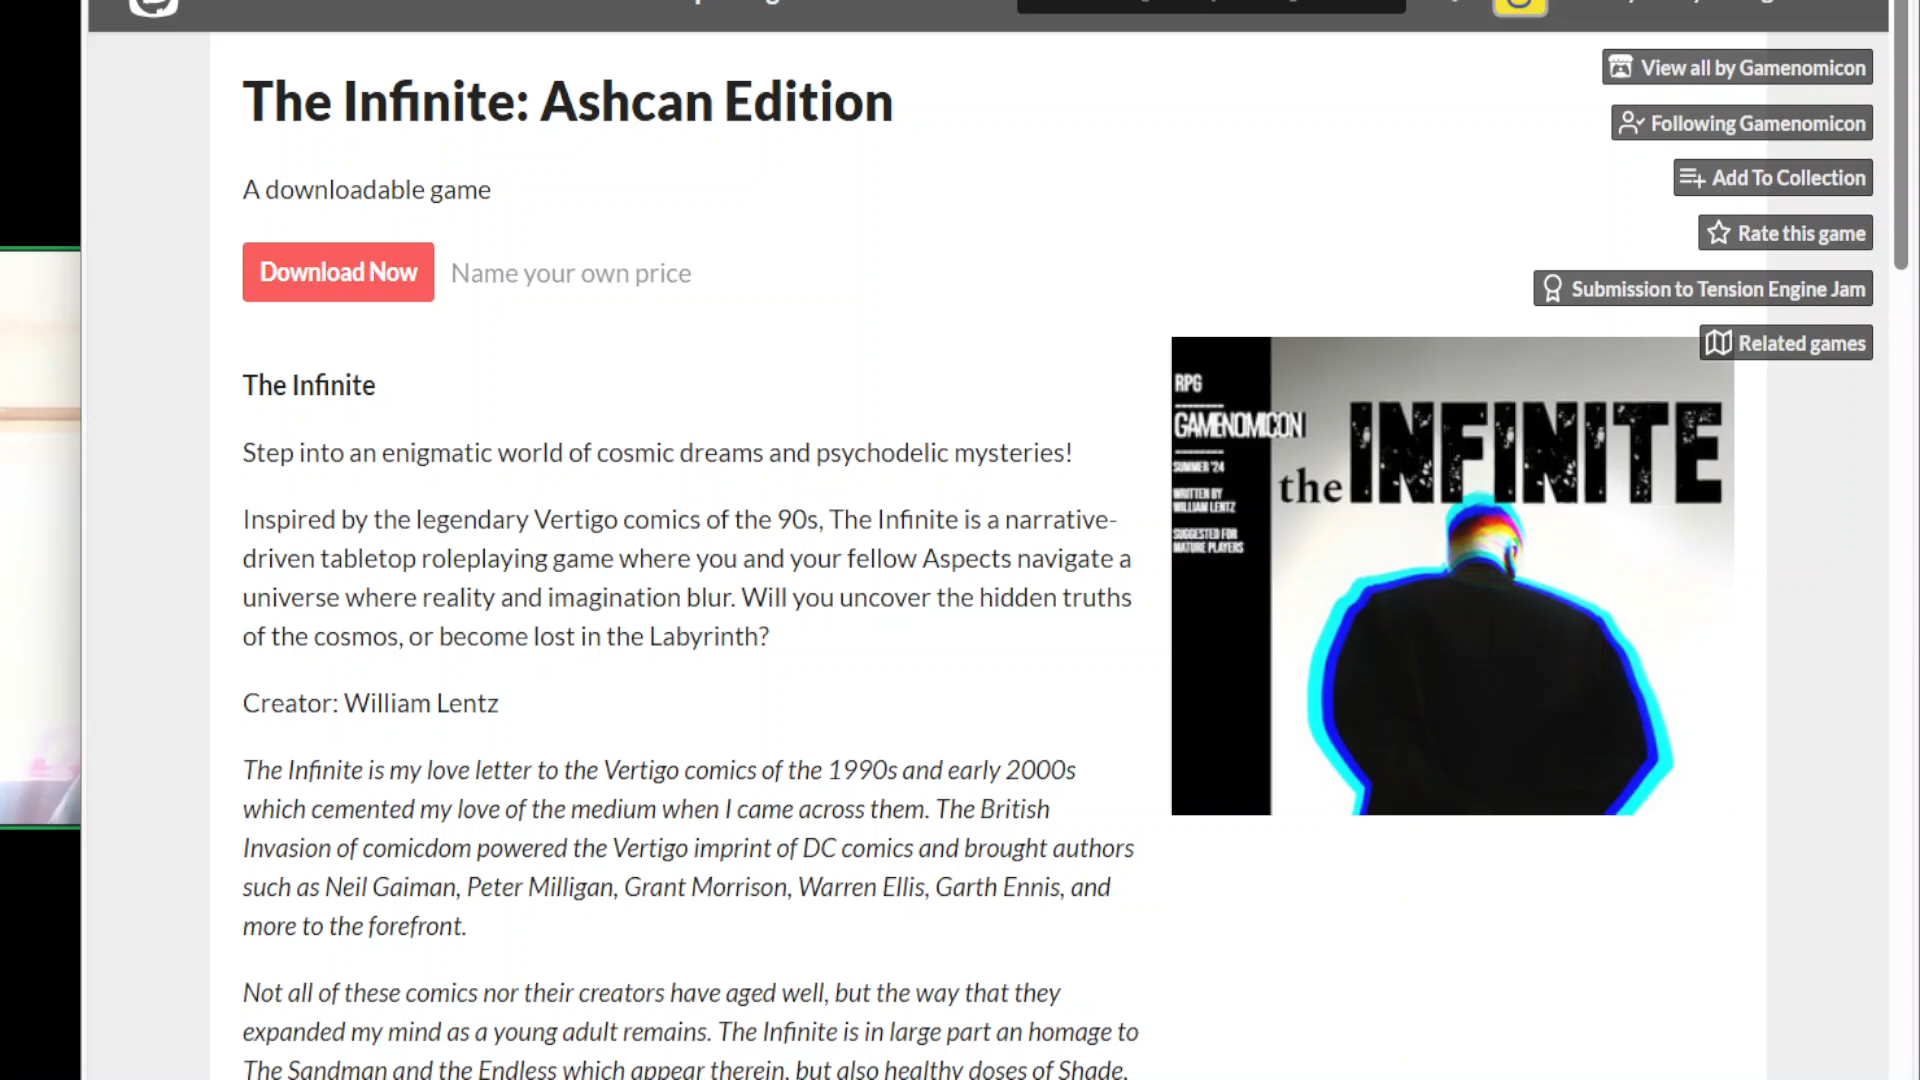 The Infinite: Ashcan Edition
A downloadable game
Download Now
Name your own price
View all by Gamenomicon
Following Gamenomicon
Add To Collection
Rate this game
Submission to Tension Engine Jam
Related games
The Infinite
Step into an enigmatic world of cosmic dreams and psychodelic mysteries!
Inspired by the legendary Vertigo comics of the 90s, The Infinite is a narrative-
driven tabletop roleplaying game where you and your fellow Aspects navigate a
universe where reality and imagination blur. Will you uncover the hidden truths
of the cosmos, or become lost in the Labyrinth?
Creator: William Lentz
The Infinite is my love letter to the Vertigo comics of the 1990s and early 2000s
which cemented my love of the medium when I came across them. The British
Invasion of comicdom powered the Vertigo imprint of DC comics and brought authors
such as Neil Gaiman, Peter Milligan, Grant Morrison, Warren Ellis, Garth Ennis, and
more to the forefront.
Not all of these comics nor their creators have aged well, but the way that they
expanded my mind as a young adult remains. The Infinite is in large part an homage to
The Sandman and the Endless which appear therein, but also healthy doses of Shade,
RPG
GAMENOMICON
SUMMER '24
WRITTEN BY
WILLIAM LENTZ
SUGGESTED FOR
MATURE PLAYERS
the INFINITE